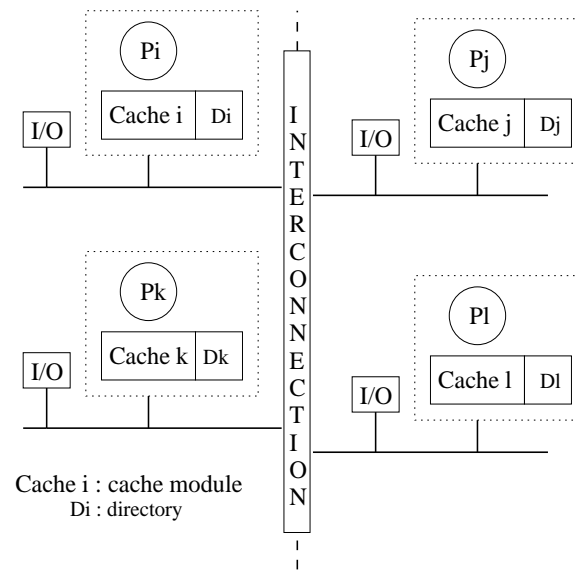 Pi
Cache i Di
I/O
Pj
Cache j Dj
I/O
INTERCONNECTION
Pk
Cache k Dk
I/O
Pl
Cache l Dl
I/O
Cache i : cache module
Di : directory